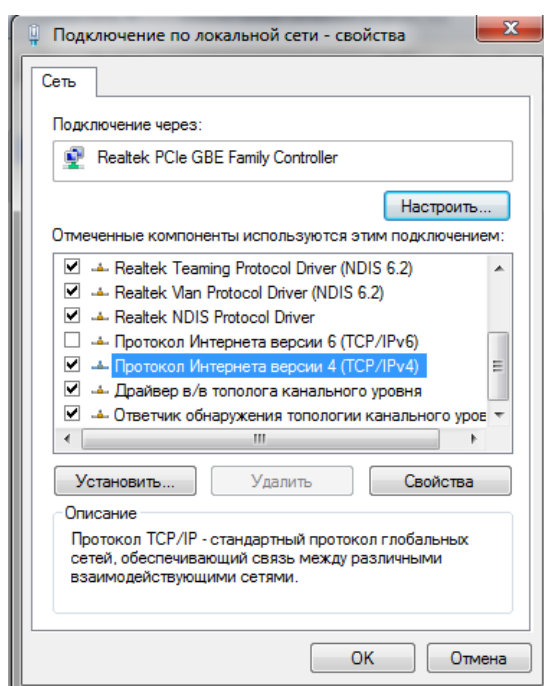 Подключение по локальной сети - свойства
Сеть
Подключение через:
Realtek PCIe GBE Family Controller
Настроить...
Отмеченные компоненты используются этим подключением:
Realtek Teaming Protocol Driver (NDIS 6.2)
Realtek Vlan Protocol Driver (NDIS 6.2)
Realtek NDIS Protocol Driver
Протокол Интернета версии 6 (TCP/IPv6)
Протокол Интернета версии 4 (TCP/IPv4)
Драйвер в/в тополога канального уровня
Ответчик обнаружения топологии канального уров
Установить...
Удалить
Свойства
Описание
Протокол TCP/IP - стандартный протокол глобальных
сетей, обеспечивающий связь между различными
взаимодействующими сетями.
OK
Отмена